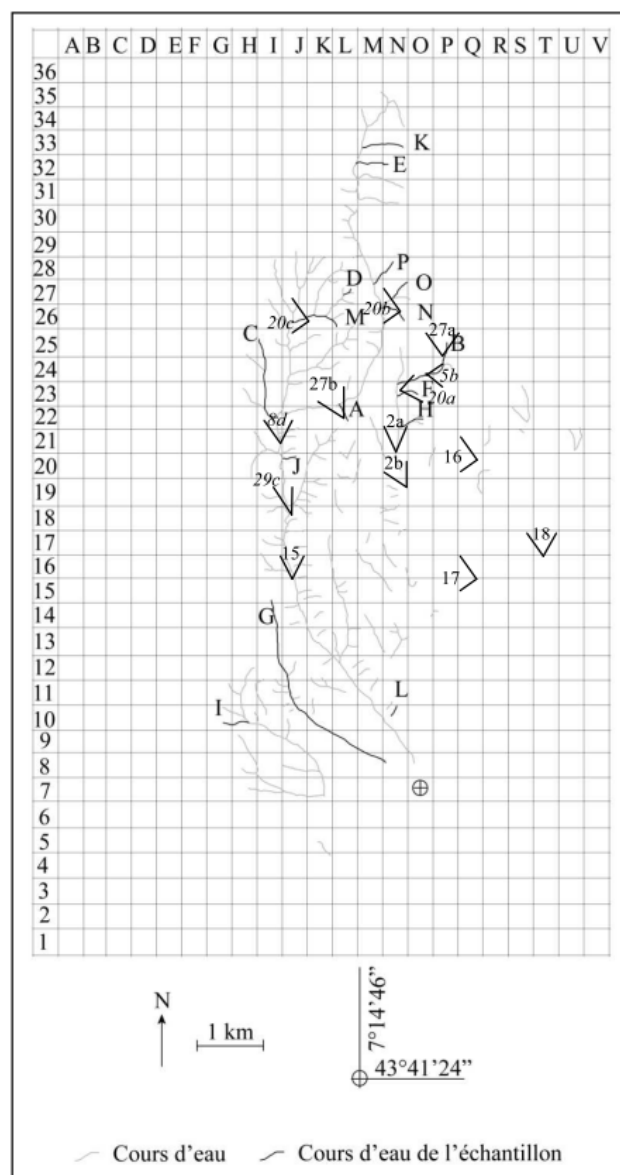 A B C D E F G H I J K L M N O P Q R S T U V
36
35
34
33 K
32 E
31
30
29
28 P
27 D O
26 20c M 20b N
25 C 27a B
24 5b
23 27b F 20a
22 8d A 2a H
21 16
20 J 2b
19 29c
18
17 18
16 15 17
15
14 G
13
12
11 L
10 I
9
8
7
6
5
4
3
2
1
N
1 km
7°14'46”
43°41'24”
Cours d'eau Cours d'eau de l'échantillon